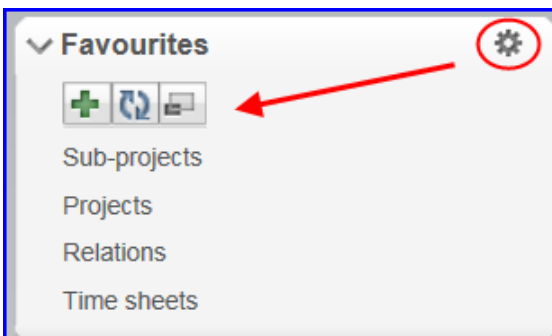 Favourites
Sub-projects
Projects
Relations
Time sheets